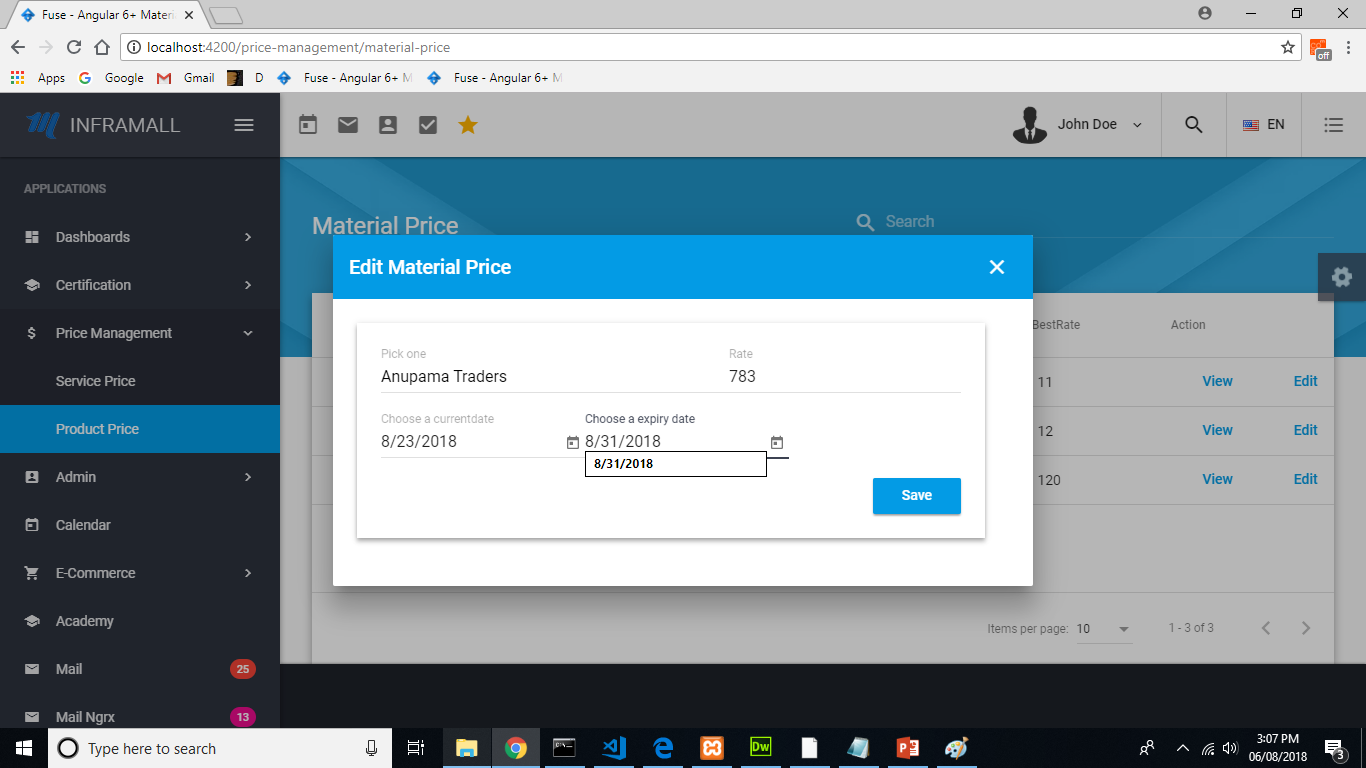 Fuse - Angular 6+ Materi
localhost:4200/price-management/material-price
off
Apps Google Gmail D Fuse - Angular 6+ M Fuse - Angular 6+ M
INFRAMALL
John Doe
EN
APPLICATIONS
Dashboards
Certification
Price Management
Service Price
Product Price
Admin
Calendar
E-Commerce
Academy
Mail 25
Mail Ngrx 13
Material Price
Search
Edit Material Price
Pick one
Anupama Traders
Rate
783
Choose a currentdate
8/23/2018
Choose a expiry date
8/31/2018
8/31/2018
Save
BestRate Action
11 View Edit
12 View Edit
120 View Edit
Items per page: 10 1 - 3 of 3
Type here to search
Dw
3:07 PM
06/08/2018
3